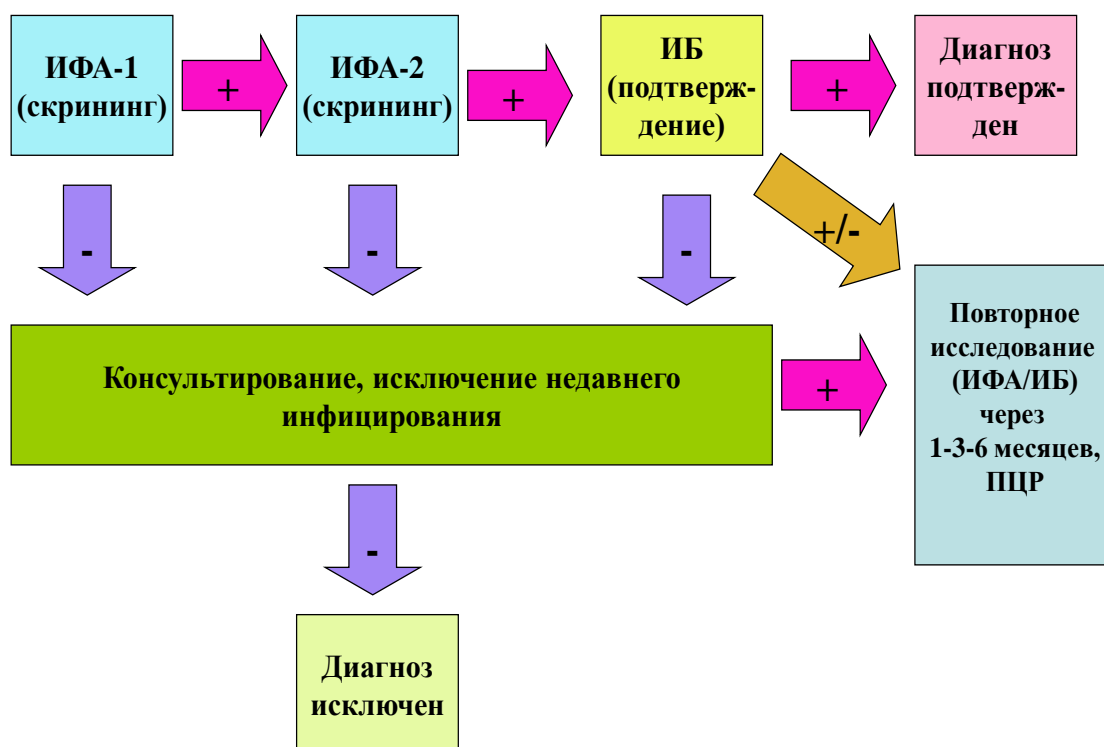 ИФА-1
(скрининг)
+
ИФА-2
(скрининг)
+
ИБ
(подтверж-
дение)
+
Диагноз
подтверж-
ден
-
-
-
+/-
Консультирование, исключение недавнего
инфицирования
+
Повторное
исследование
(ИФА/ИБ)
через
1-3-6 месяцев,
ПЦР
-
Диагноз
исключен